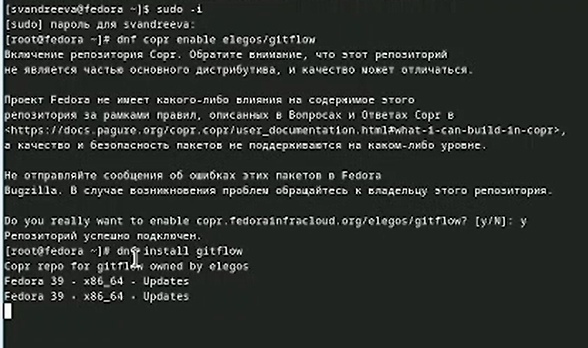 [svandreeva@fedora ~]$ sudo -i
[sudo] пароль для svandreeva:
[root@fedora ~]# dnf copr enable elegos/gitflow
Включение репозитория Copr. Обратите внимание, что этот репозиторий
не является частью основного дистрибутива, и качество может отличаться.
Проект Fedora не имеет какого-либо влияния на содержимое этого
репозитория за рамками правил, описанных в Вопросах и Ответах Copr в
<https://docs.pagure.org/copr.copr/user_documentation.html#what-i-can-build-in-copr>,
а качество и безопасность пакетов не поддерживаются на каком-либо уровне.
Не отправляйте сообщения об ошибках этих пакетов в Fedora
Bugzilla. В случае возникновения проблем обращайтесь к владельцу этого репозитория.
Do you really want to enable copr.fedorainfracloud.org/elegos/gitflow? [y/N]: y
Репозиторий успешно подключен.
[root@fedora ~]# dnf install gitflow
Copr repo for gitflow owned by elegos
Fedora 39 - x86_64 - Updates
Fedora 39 - x86_64 - Updates